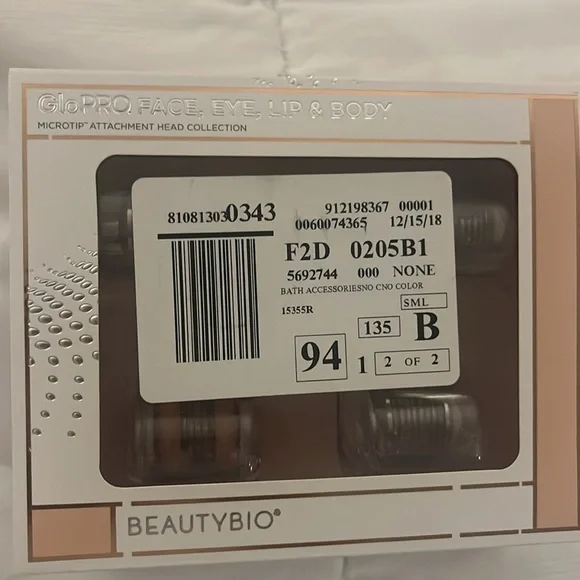 GloPRO FACE, EYE, LIP & BODY
MICROTIP™ ATTACHMENT HEAD COLLECTION
810813030343
912198367 00001
0060074365 12/15/18
F2D 0205B1
5692744 000 NONE
BATH ACCESSORIESNO CNO COLOR
15355R
SML
94
135
B
1
2 OF 2
BEAUTYBIO®